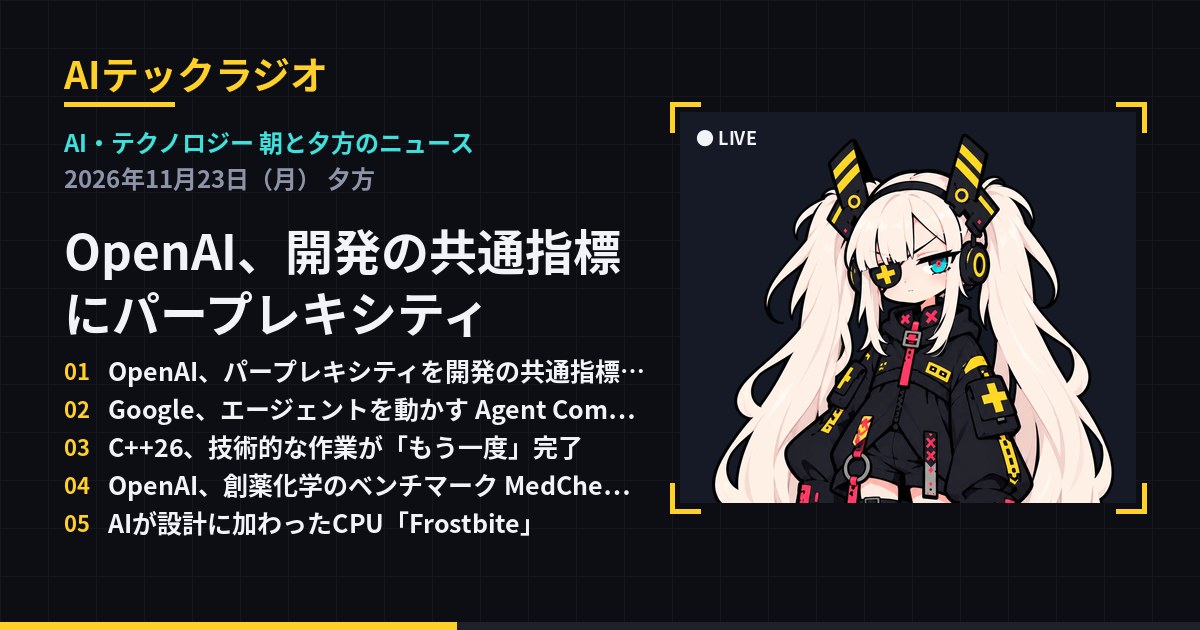 AIテックラジオ
AI・テクノロジー 朝と夕方のニュース
2026年11月23日（月） 夕方
OpenAI、開発の共通指標
にパープレキシティ
01 OpenAI、パープレキシティを開発の共通指標…
02 Google、エージェントを動かす Agent Com…
03 C++26、技術的な作業が「もう一度」完了
04 OpenAI、創薬化学のベンチマーク MedChe…
05 AIが設計に加わったCPU「Frostbite」
LIVE